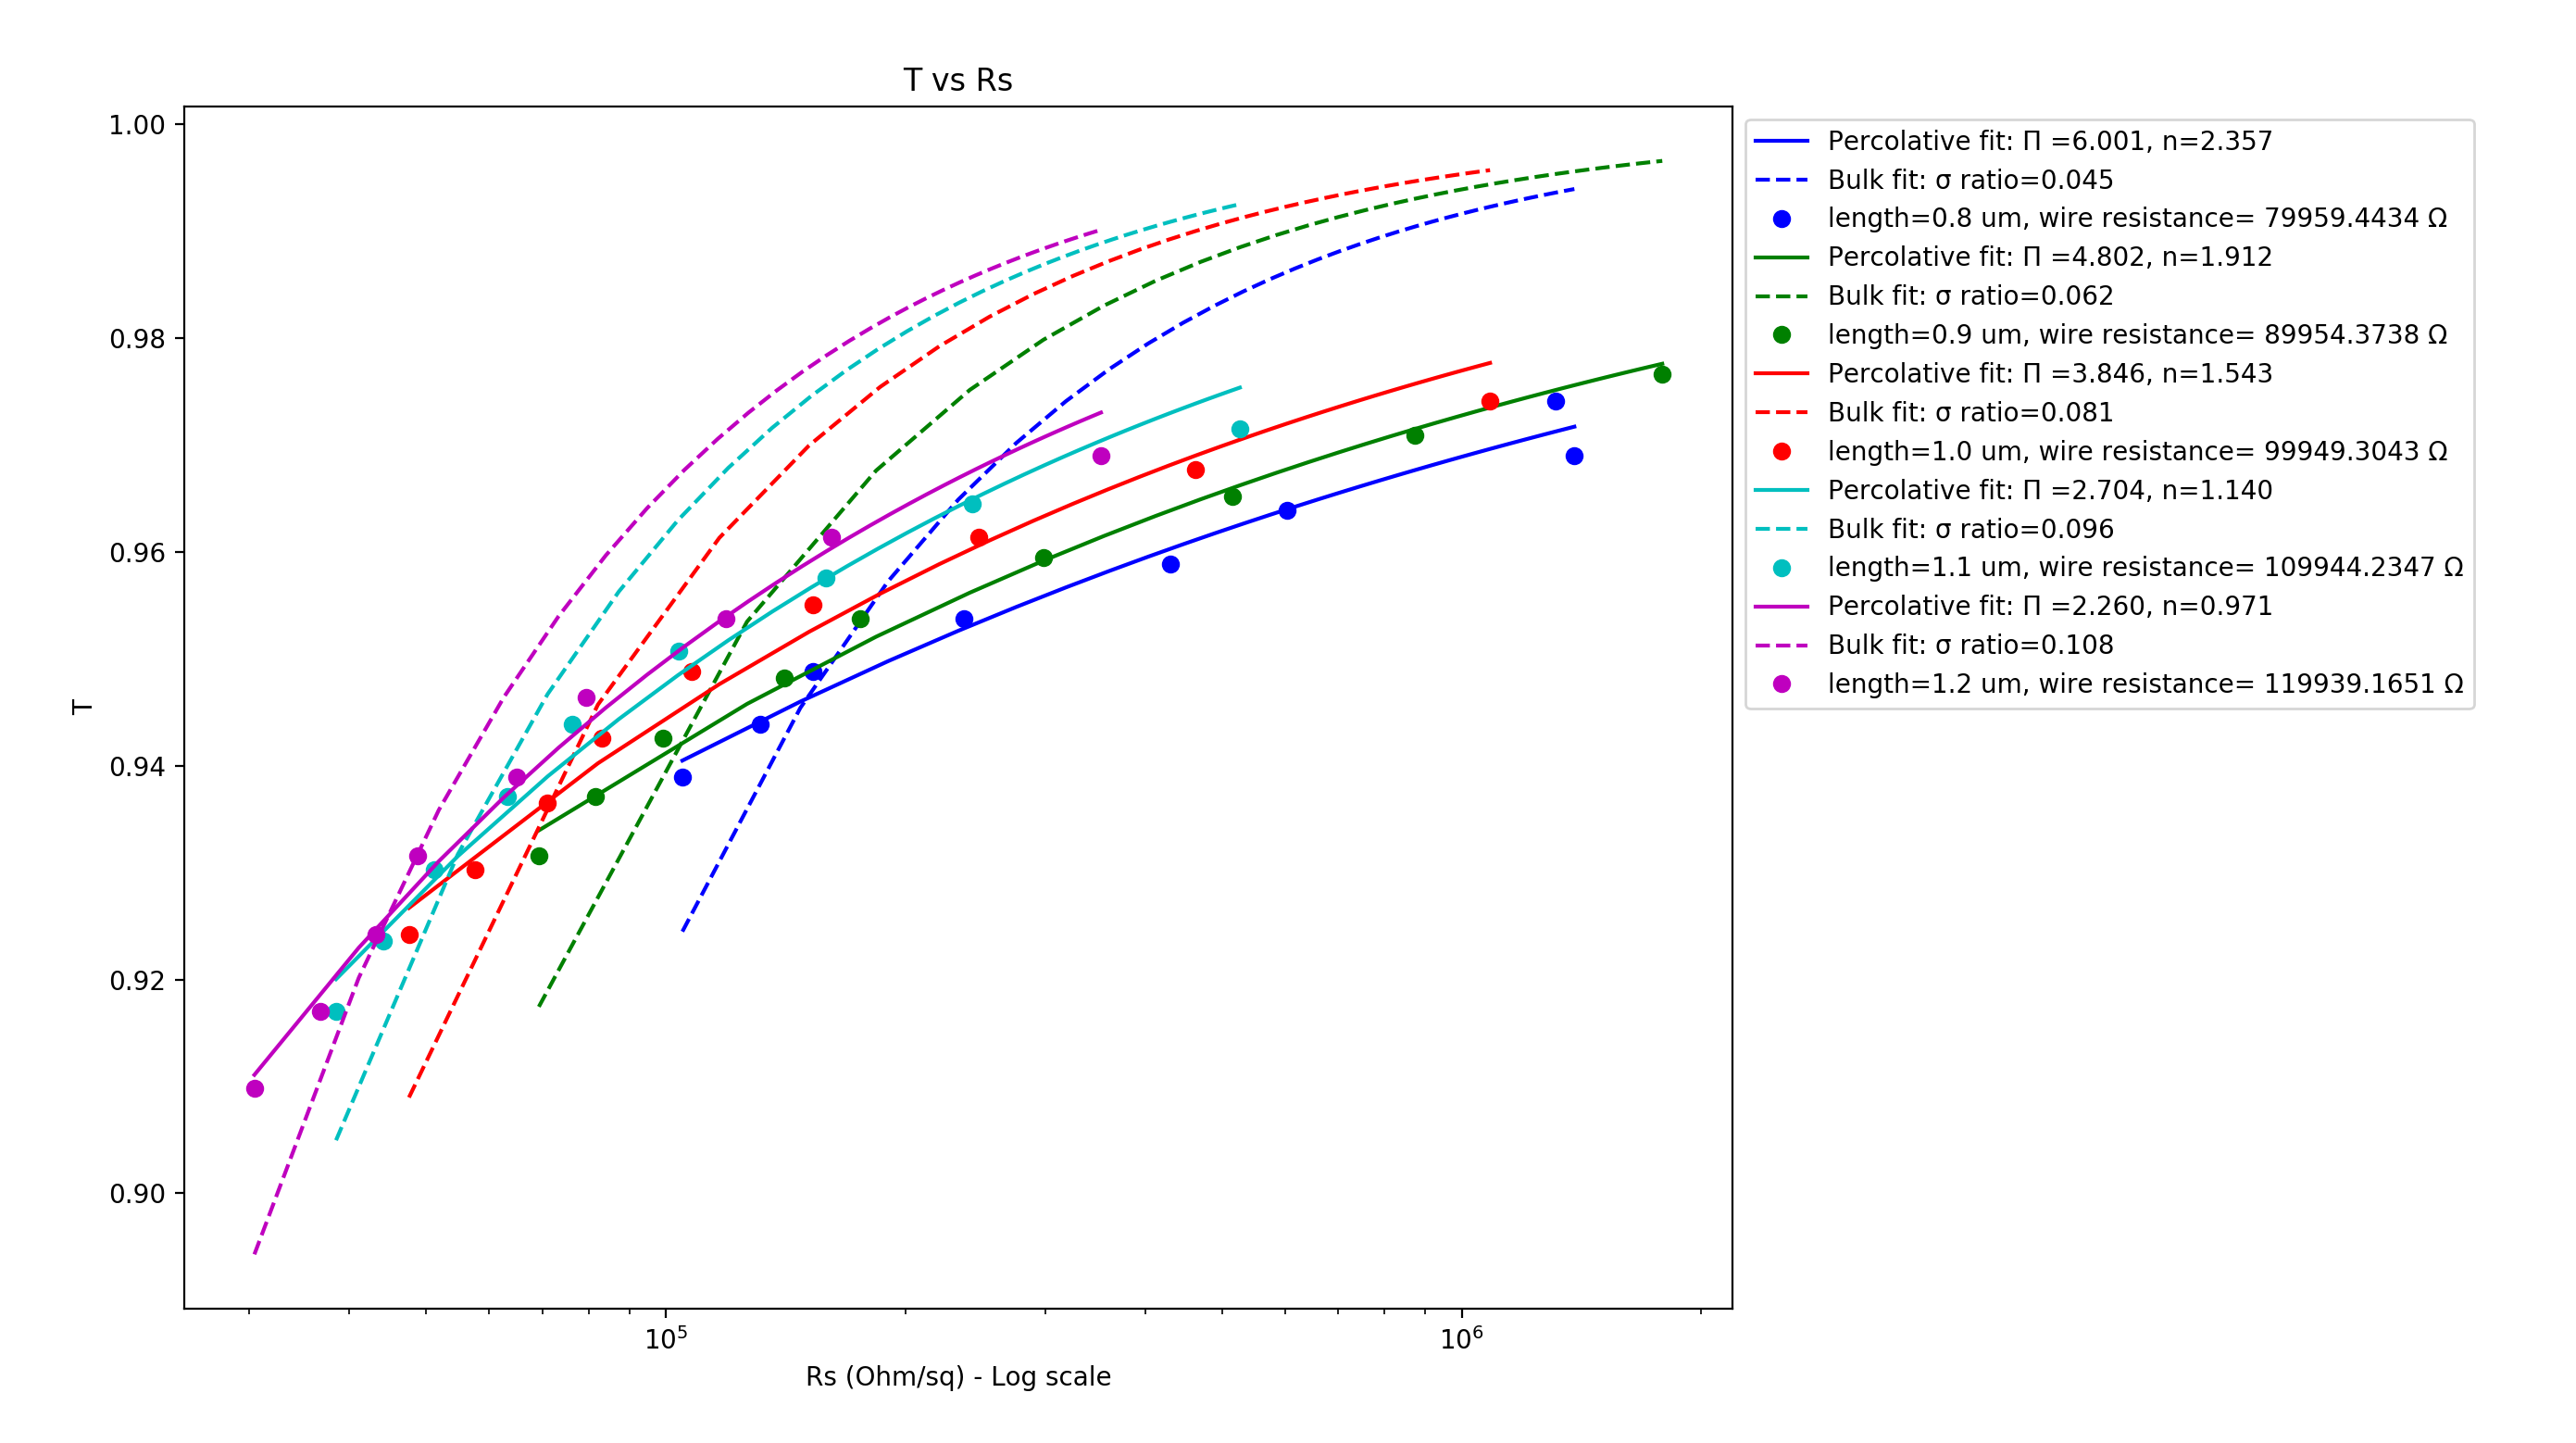 T vs Rs
1.00
0.98
0.96
0.94
0.92
0.90
T
10⁵
10⁶
Rs (Ohm/sq) - Log scale
Percolative fit: Π =6.001, n=2.357
Bulk fit: σ ratio=0.045
length=0.8 um, wire resistance= 79959.4434 Ω
Percolative fit: Π =4.802, n=1.912
Bulk fit: σ ratio=0.062
length=0.9 um, wire resistance= 89954.3738 Ω
Percolative fit: Π =3.846, n=1.543
Bulk fit: σ ratio=0.081
length=1.0 um, wire resistance= 99949.3043 Ω
Percolative fit: Π =2.704, n=1.140
Bulk fit: σ ratio=0.096
length=1.1 um, wire resistance= 109944.2347 Ω
Percolative fit: Π =2.260, n=0.971
Bulk fit: σ ratio=0.108
length=1.2 um, wire resistance= 119939.1651 Ω